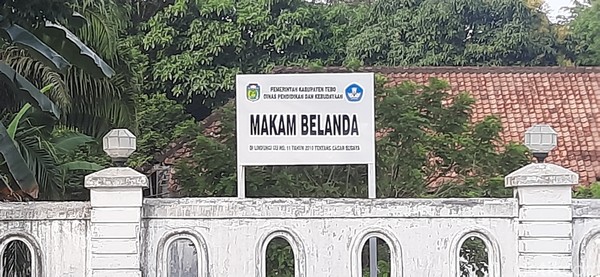 PEMERINTAH KABUPATEN TEBO
DINAS PENDIDIKAN DAN KEBUDAYAAN
MAKAM BELANDA
DI LINDUNGI UU NO. 11 TAHUN 2010 TENTANG CAGAR BUDAYA